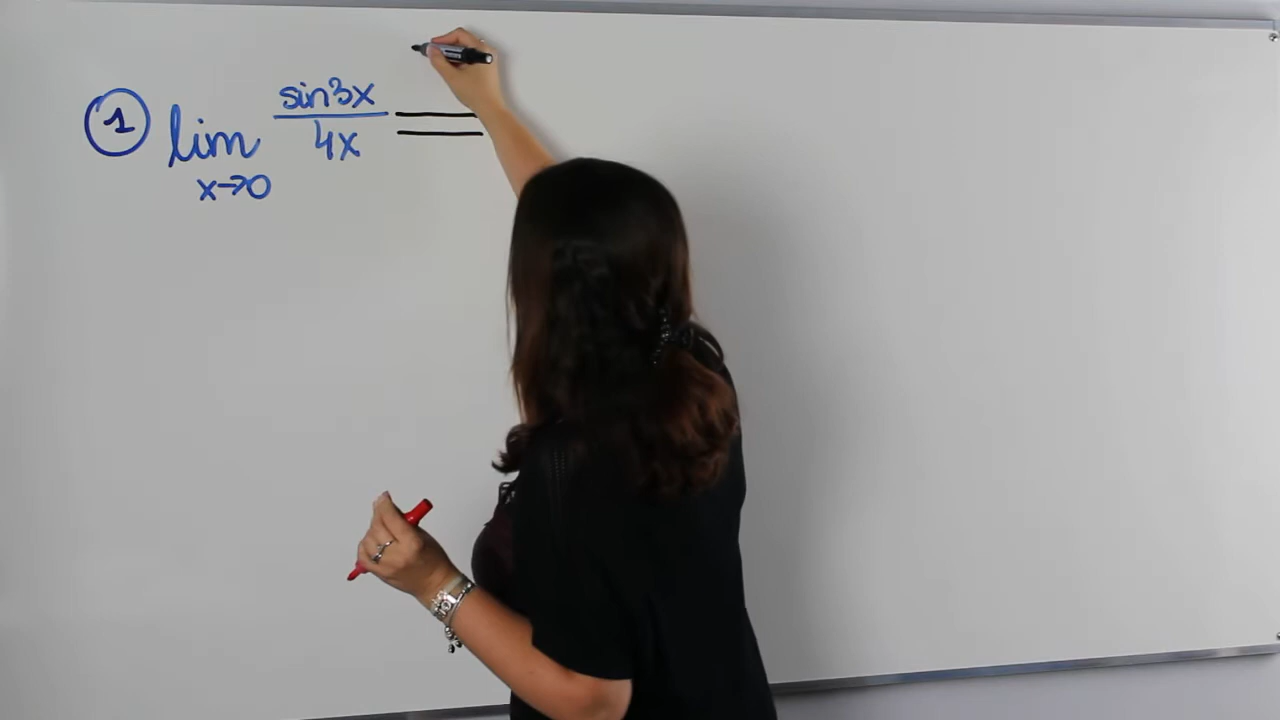 ① lim x→0 sin3x / 4x =